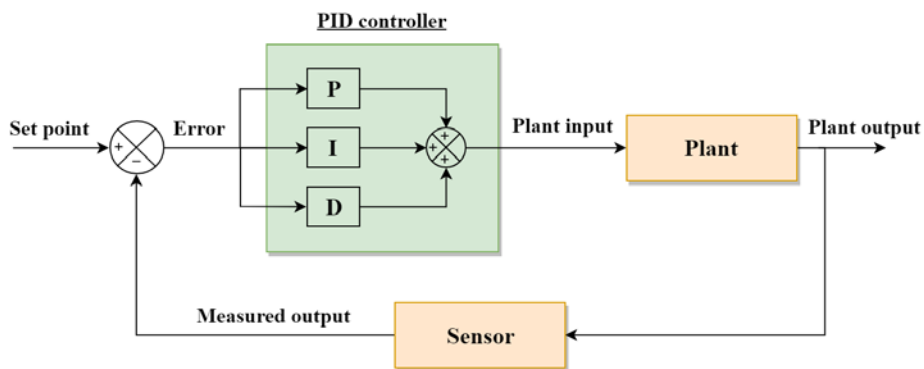 PID controller
P
Set point
Error
+
−
I
+
+
+
Plant input
Plant
Plant output
D
Measured output
Sensor